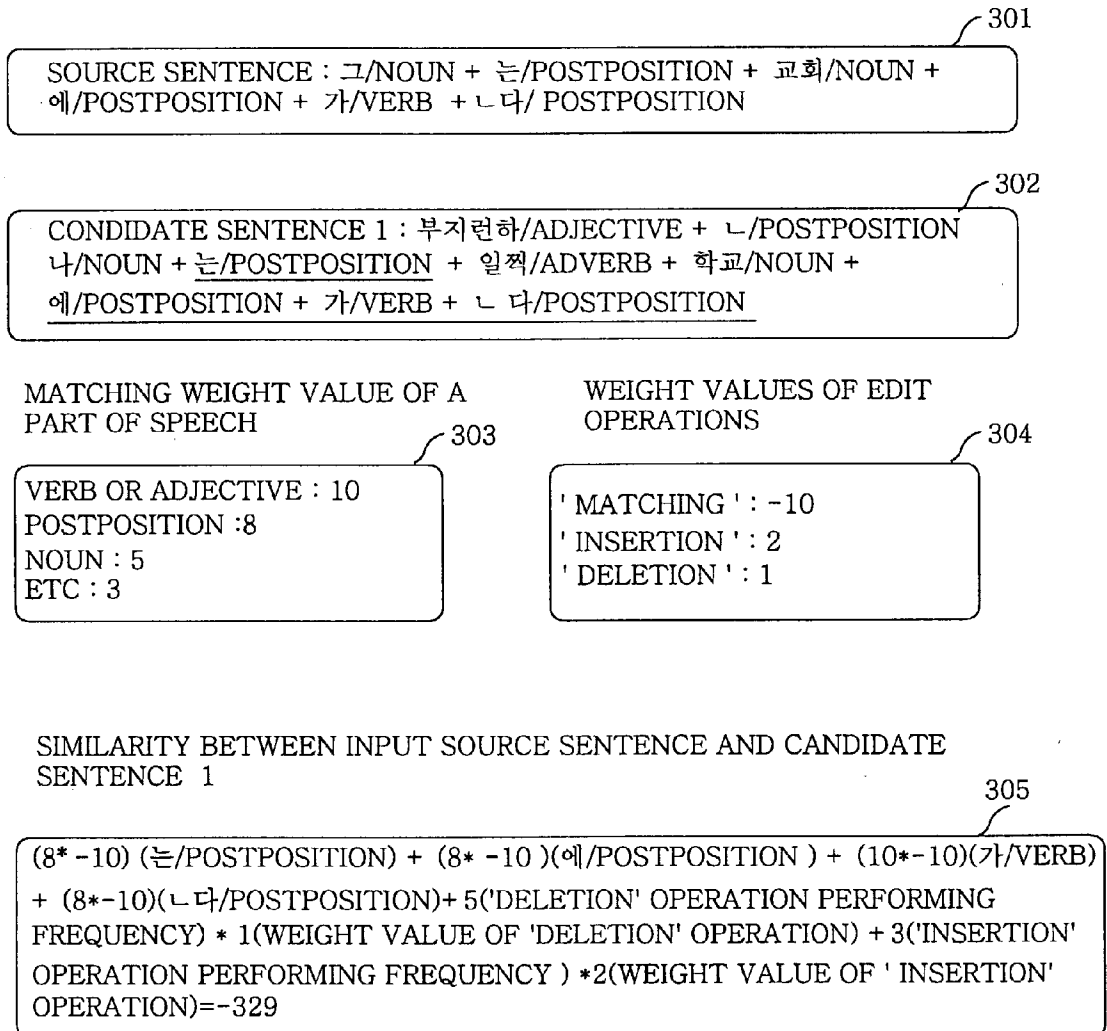 301
SOURCE SENTENCE : 그/NOUN + 는/POSTPOSITION + 교회/NOUN +
에/POSTPOSITION + 가/VERB +ㄴ다/ POSTPOSITION
302
CONDIDATE SENTENCE 1 : 부지런하/ADJECTIVE + ㄴ/POSTPOSITION
나/NOUN + 는/POSTPOSITION + 일찍/ADVERB + 학교/NOUN +
에/POSTPOSITION + 가/VERB + ㄴ 다/POSTPOSITION
MATCHING WEIGHT VALUE OF A
PART OF SPEECH
303
VERB OR ADJECTIVE : 10
POSTPOSITION :8
NOUN : 5
ETC : 3
WEIGHT VALUES OF EDIT
OPERATIONS
304
' MATCHING ' : -10
' INSERTION ' : 2
' DELETION ' : 1
SIMILARITY BETWEEN INPUT SOURCE SENTENCE AND CANDIDATE
SENTENCE 1
305
(8* -10) (는/POSTPOSITION) + (8* -10 )(에/POSTPOSITION ) + (10*-10)(가/VERB)
+ (8*-10)(ㄴ다/POSTPOSITION)+ 5('DELETION' OPERATION PERFORMING
FREQUENCY) * 1(WEIGHT VALUE OF 'DELETION' OPERATION) + 3('INSERTION'
OPERATION PERFORMING FREQUENCY ) *2(WEIGHT VALUE OF ' INSERTION'
OPERATION)=-329